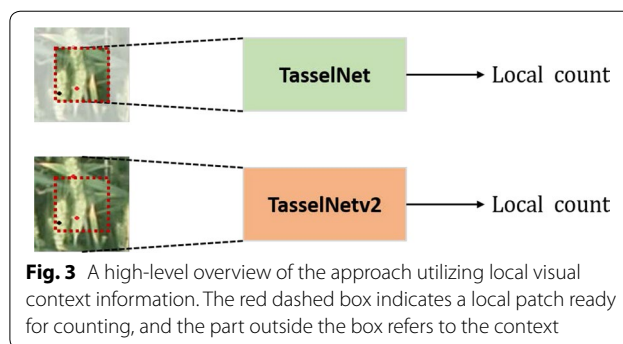 TasselNet
Local count
TasselNetv2
Local count
Fig. 3 A high-level overview of the approach utilizing local visual
context information. The red dashed box indicates a local patch ready
for counting, and the part outside the box refers to the context